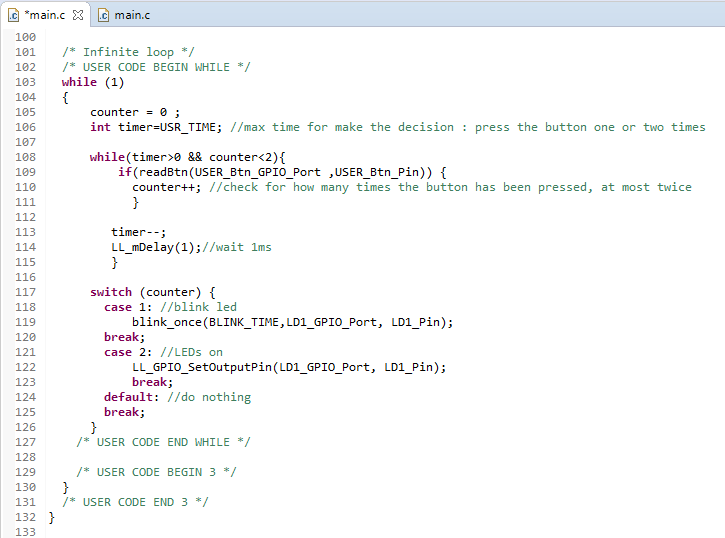 *main.c main.c
100
101 /* Infinite loop */
102 /* USER CODE BEGIN WHILE */
103 while (1)
104 {
105 counter = 0 ;
106 int timer=USR_TIME; //max time for make the decision : press the button one or two times
107
108 while(timer>0 && counter<2){
109 if(readBtn(USER_Btn_GPIO_Port ,USER_Btn_Pin)) {
110 counter++; //check for how many times the button has been pressed, at most twice
111 }
112
113 timer--;
114 LL_mDelay(1);//wait 1ms
115 }
116
117 switch (counter) {
118 case 1: //blink led
119 blink_once(BLINK_TIME,LD1_GPIO_Port, LD1_Pin);
120 break;
121 case 2: //LEDs on
122 LL_GPIO_SetOutputPin(LD1_GPIO_Port, LD1_Pin);
123 break;
124 default: //do nothing
125 break;
126 }
127 /* USER CODE END WHILE */
128
129 /* USER CODE BEGIN 3 */
130 }
131 /* USER CODE END 3 */
132 }
133